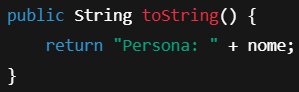 public String toString() {
    return "Persona: " + nome;
}